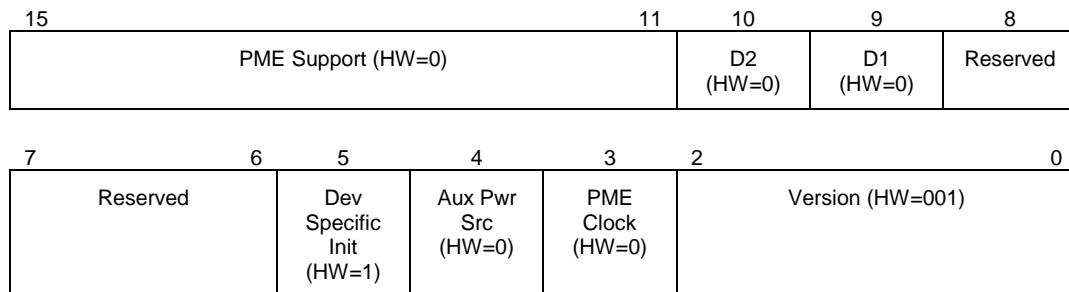 15 11 10 9 8
PME Support (HW=0) D2 D1 Reserved
(HW=0) (HW=0)
7 6 5 4 3 2 0
Reserved Dev Aux Pwr PME Version (HW=001)
Specific Src Clock
Init (HW=0) (HW=0)
(HW=1)